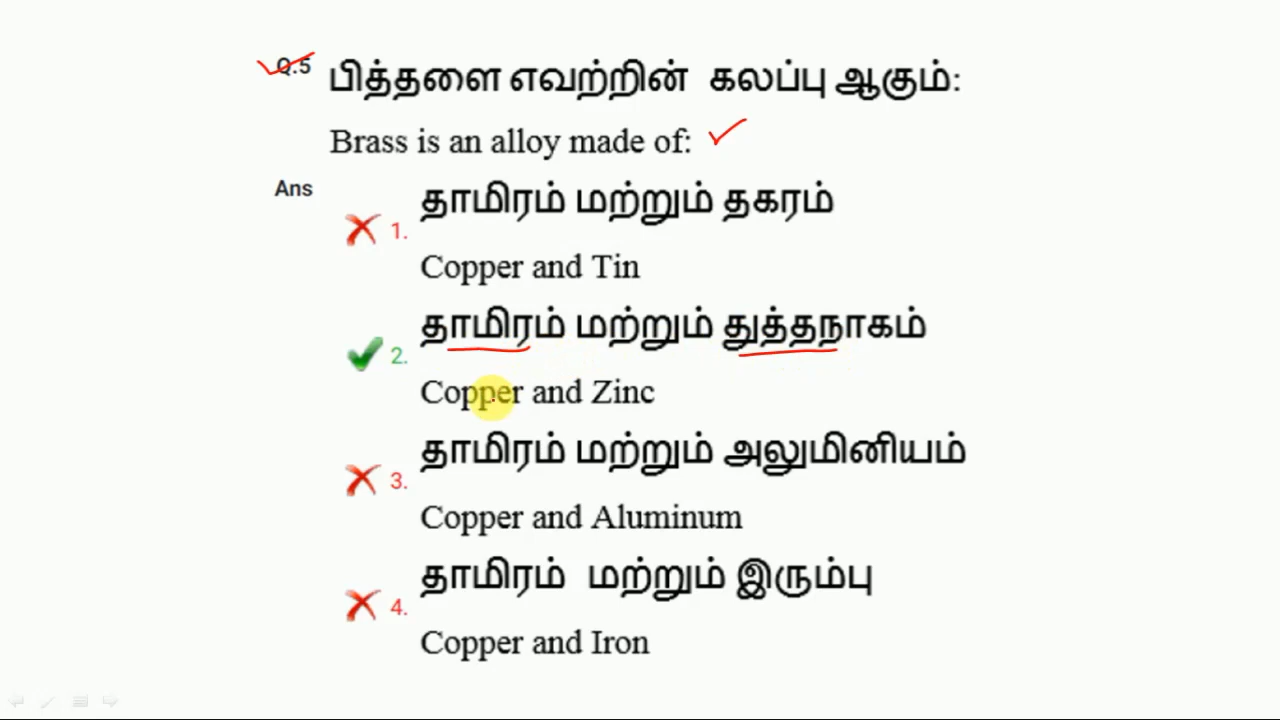 Q.5 பித்தளை எவற்றின் கலப்பு ஆகும்:
Brass is an alloy made of:
Ans
தாமிரம் மற்றும் தகரம்
1.
Copper and Tin
தாமிரம் மற்றும் துத்தநாகம்
2.
Copper and Zinc
தாமிரம் மற்றும் அலுமினியம்
3.
Copper and Aluminum
தாமிரம் மற்றும் இரும்பு
4.
Copper and Iron